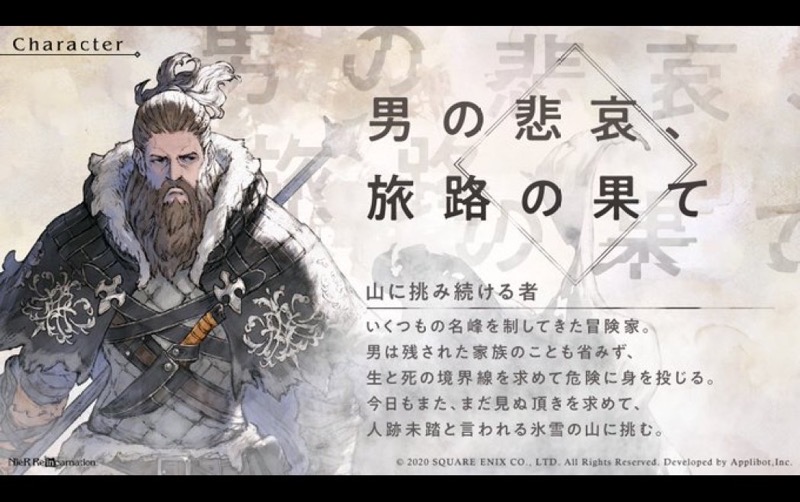 Character
男の悲哀、
旅路の果て
山に挑み続ける者
いくつもの名峰を制してきた冒険家。
男は残された家族のことも省みず、
生と死の境界線を求めて危険に身を投じる。
今日もまた、まだ見ぬ頂きを求めて、
人跡未踏と言われる氷雪の山に挑む。
NieR Re[in]carnation
© 2020 SQUARE ENIX CO., LTD. All Rights Reserved. Developed by Applibot,Inc.